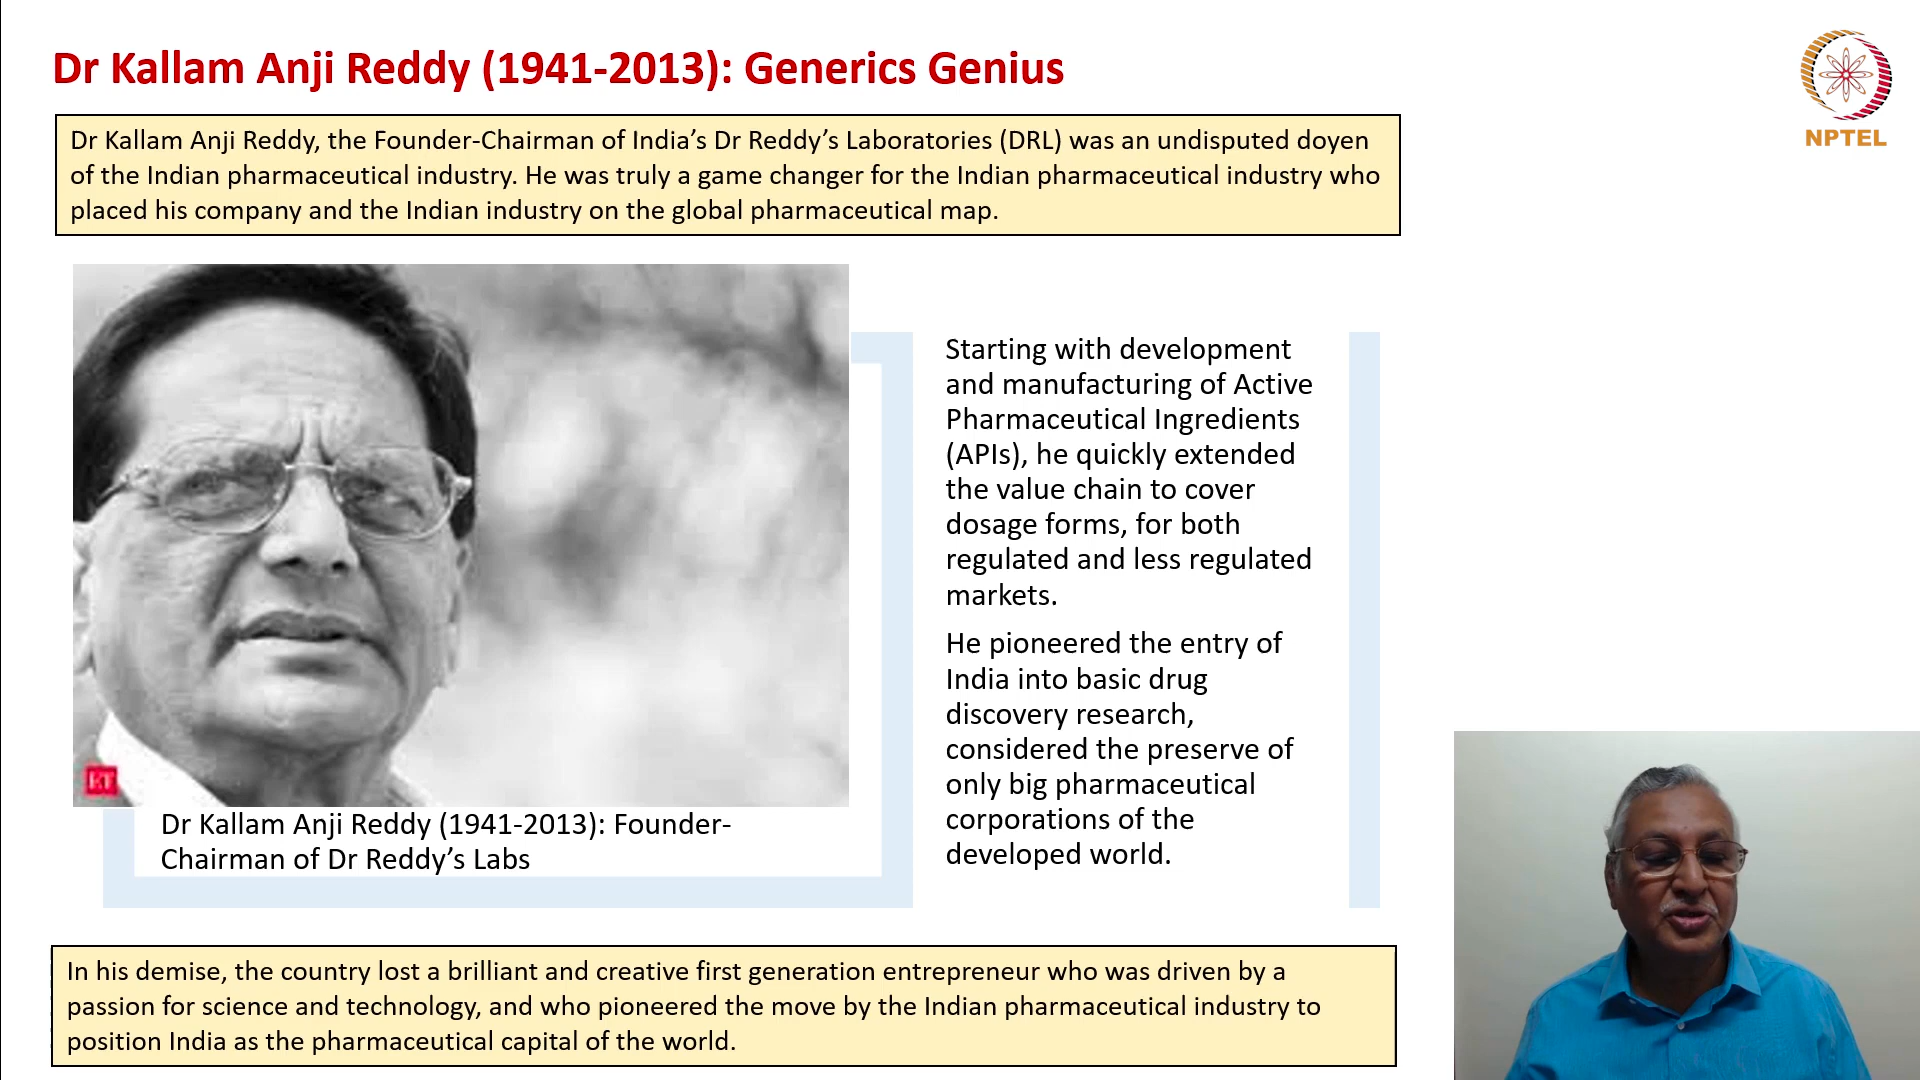 Dr Kallam Anji Reddy (1941-2013): Generics Genius
NPTEL
Dr Kallam Anji Reddy, the Founder-Chairman of India’s Dr Reddy’s Laboratories (DRL) was an undisputed doyen
of the Indian pharmaceutical industry. He was truly a game changer for the Indian pharmaceutical industry who
placed his company and the Indian industry on the global pharmaceutical map.
ET
Dr Kallam Anji Reddy (1941-2013): Founder-
Chairman of Dr Reddy’s Labs
Starting with development
and manufacturing of Active
Pharmaceutical Ingredients
(APIs), he quickly extended
the value chain to cover
dosage forms, for both
regulated and less regulated
markets.
He pioneered the entry of
India into basic drug
discovery research,
considered the preserve of
only big pharmaceutical
corporations of the
developed world.
In his demise, the country lost a brilliant and creative first generation entrepreneur who was driven by a
passion for science and technology, and who pioneered the move by the Indian pharmaceutical industry to
position India as the pharmaceutical capital of the world.